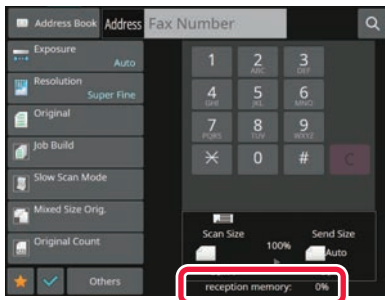 Address Book
Address
Fax Number
Exposure
Auto
Resolution
Super Fine
Original
Job Build
Slow Scan Mode
Mixed Size Orig.
Original Count
Others
1
2 ABC
3 DEF
4 GHI
5 JKL
6 MNO
7 PQRS
8 TUV
9 WXYZ
0
#
C
Scan Size
100%
Send Size
Auto
reception memory: 0%